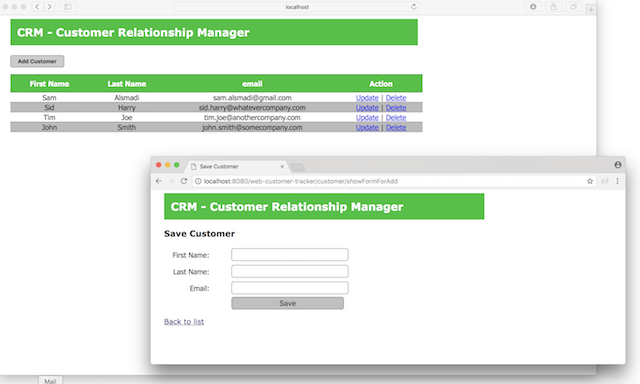 localhost
CRM - Customer Relationship Manager
Add Customer
First Name Last Name email Action
Sam Alsmadi sam.alsmadi@gmail.com Update | Delete
Sid Harry sid.harry@whatevercompany.com Update | Delete
Tim Joe tim.joe@anothercompany.com Update | Delete
John Smith john.smith@somecompany.com Update | Delete
Save Customer
localhost:8080/web-customer-tracker/customer/showFormForAdd
CRM - Customer Relationship Manager
Save Customer
First Name:
Last Name:
Email:
Save
Back to list
Mail